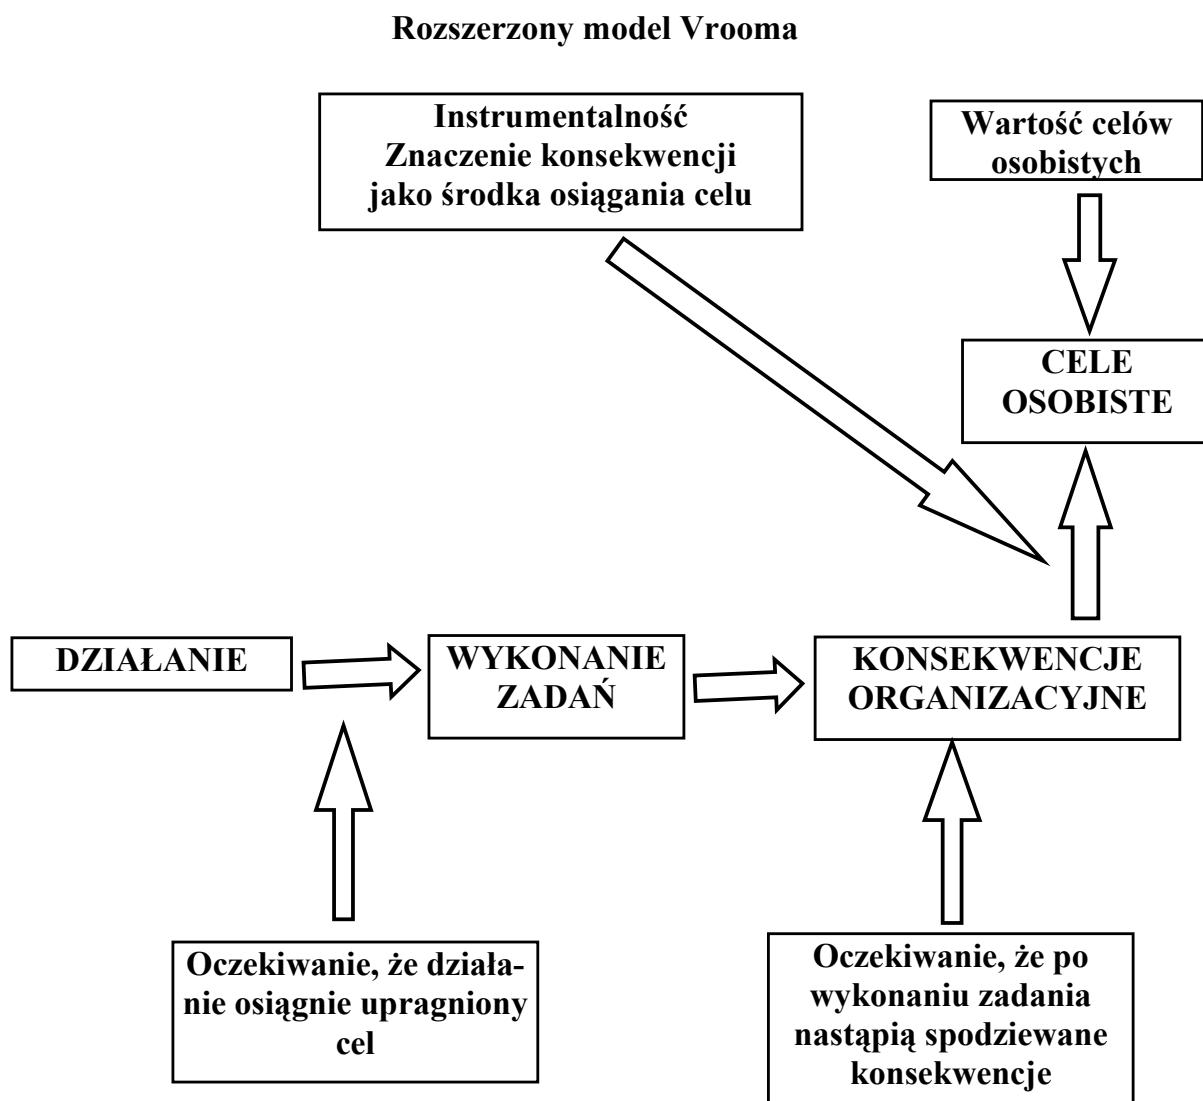 Rozszerzony model Vrooma
Instrumentalność
Znaczenie konsekwencji
jako środka osiągania celu
Wartość celów
osobistych
CELE
OSOBISTE
DZIAŁANIE
WYKONANIE
ZADAŃ
KONSEKWENCJE
ORGANIZACYJNE
Oczekiwanie, że działa-
nie osiągnie upragniony
cel
Oczekiwanie, że po
wykonaniu zadania
nastąpią spodziewane
konsekwencje